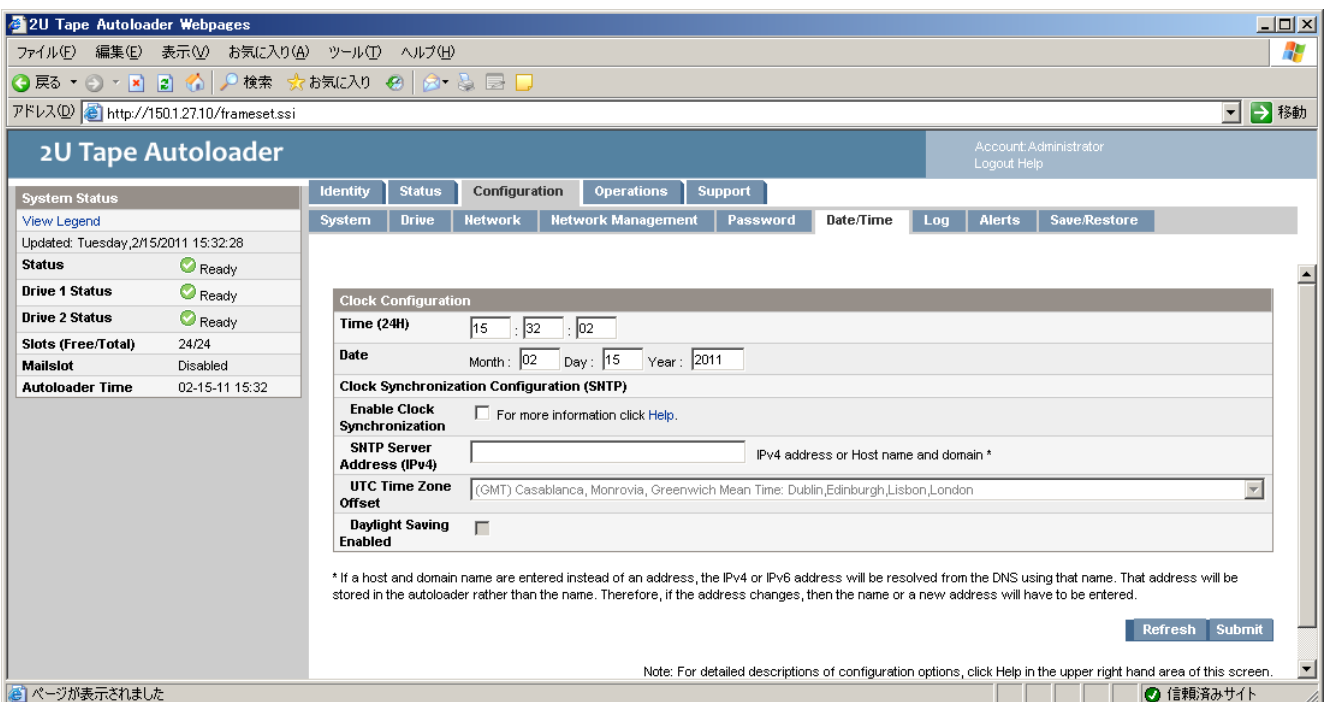 2U Tape Autoloader Webpages
ファイル(F) 編集(E) 表示(V) お気に入り(A) ツール(T) ヘルプ(H)
戻る 検索 お気に入り
アドレス(D) http://150.1.27.10/frameset.ssi 移動
2U Tape Autoloader
Account:Administrator
Logout Help
System Status
View Legend
Updated: Tuesday,2/15/2011 15:32:28
Status Ready
Drive 1 Status Ready
Drive 2 Status Ready
Slots (Free/Total) 24/24
Mailslot Disabled
Autoloader Time 02-15-11 15:32
Identity Status Configuration Operations Support
System Drive Network Network Management Password Date/Time Log Alerts Save/Restore
Clock Configuration
Time (24H) 15 : 32 : 02
Date Month : 02 Day : 15 Year : 2011
Clock Synchronization Configuration (SNTP)
Enable Clock
Synchronization
For more information click Help.
SNTP Server
Address (IPv4)
IPv4 address or Host name and domain *
UTC Time Zone
Offset
(GMT) Casablanca, Monrovia, Greenwich Mean Time: Dublin,Edinburgh,Lisbon,London
Daylight Saving
Enabled
* If a host and domain name are entered instead of an address, the IPv4 or IPv6 address will be resolved from the DNS using that name. That address will be
stored in the autoloader rather than the name. Therefore, if the address changes, then the name or a new address will have to be entered.
Refresh Submit
Note: For detailed descriptions of configuration options, click Help in the upper right hand area of this screen.
ページが表示されました 信頼済みサイト